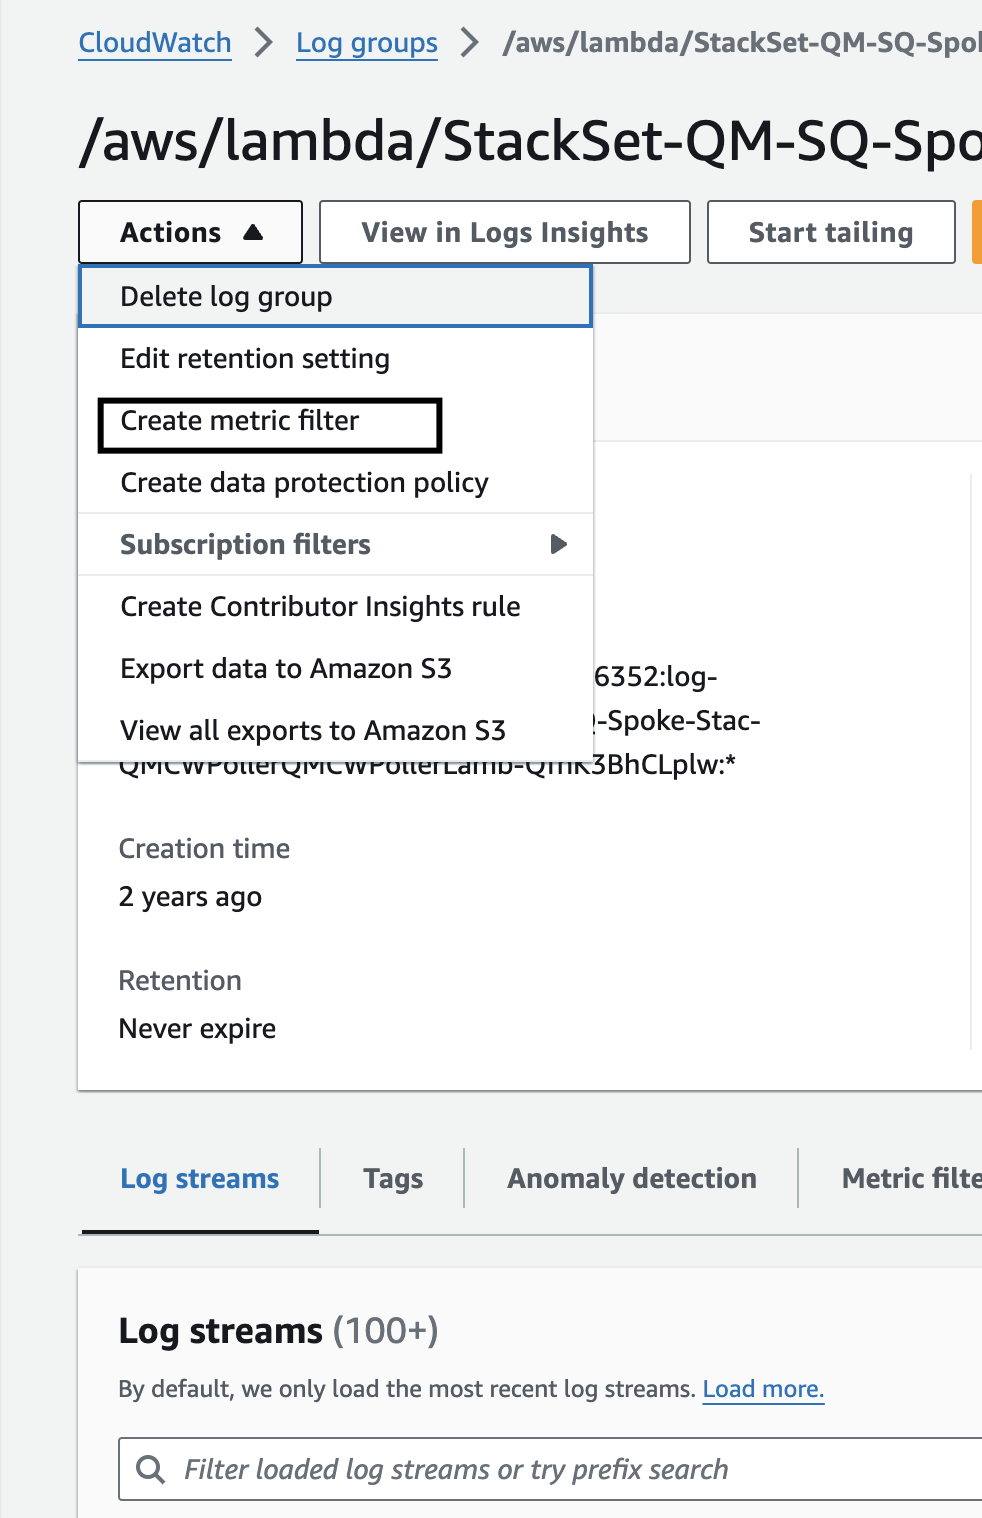 CloudWatch > Log groups > /aws/lambda/StackSet-QM-SQ-Spok
/aws/lambda/StackSet-QM-SQ-Spo
Actions ▲ View in Logs Insights Start tailing
Delete log group
Edit retention setting
Create metric filter
Create data protection policy
Subscription filters ▶
Create Contributor Insights rule
Export data to Amazon S3
6352:log-
View all exports to Amazon S3
-Spoke-Stac-
QMCWPollerQMCWPollerLamb-QfnK3BhCLplw:*
Creation time
2 years ago
Retention
Never expire
Log streams Tags Anomaly detection Metric filte
Log streams (100+)
By default, we only load the most recent log streams. Load more.
Filter loaded log streams or try prefix search